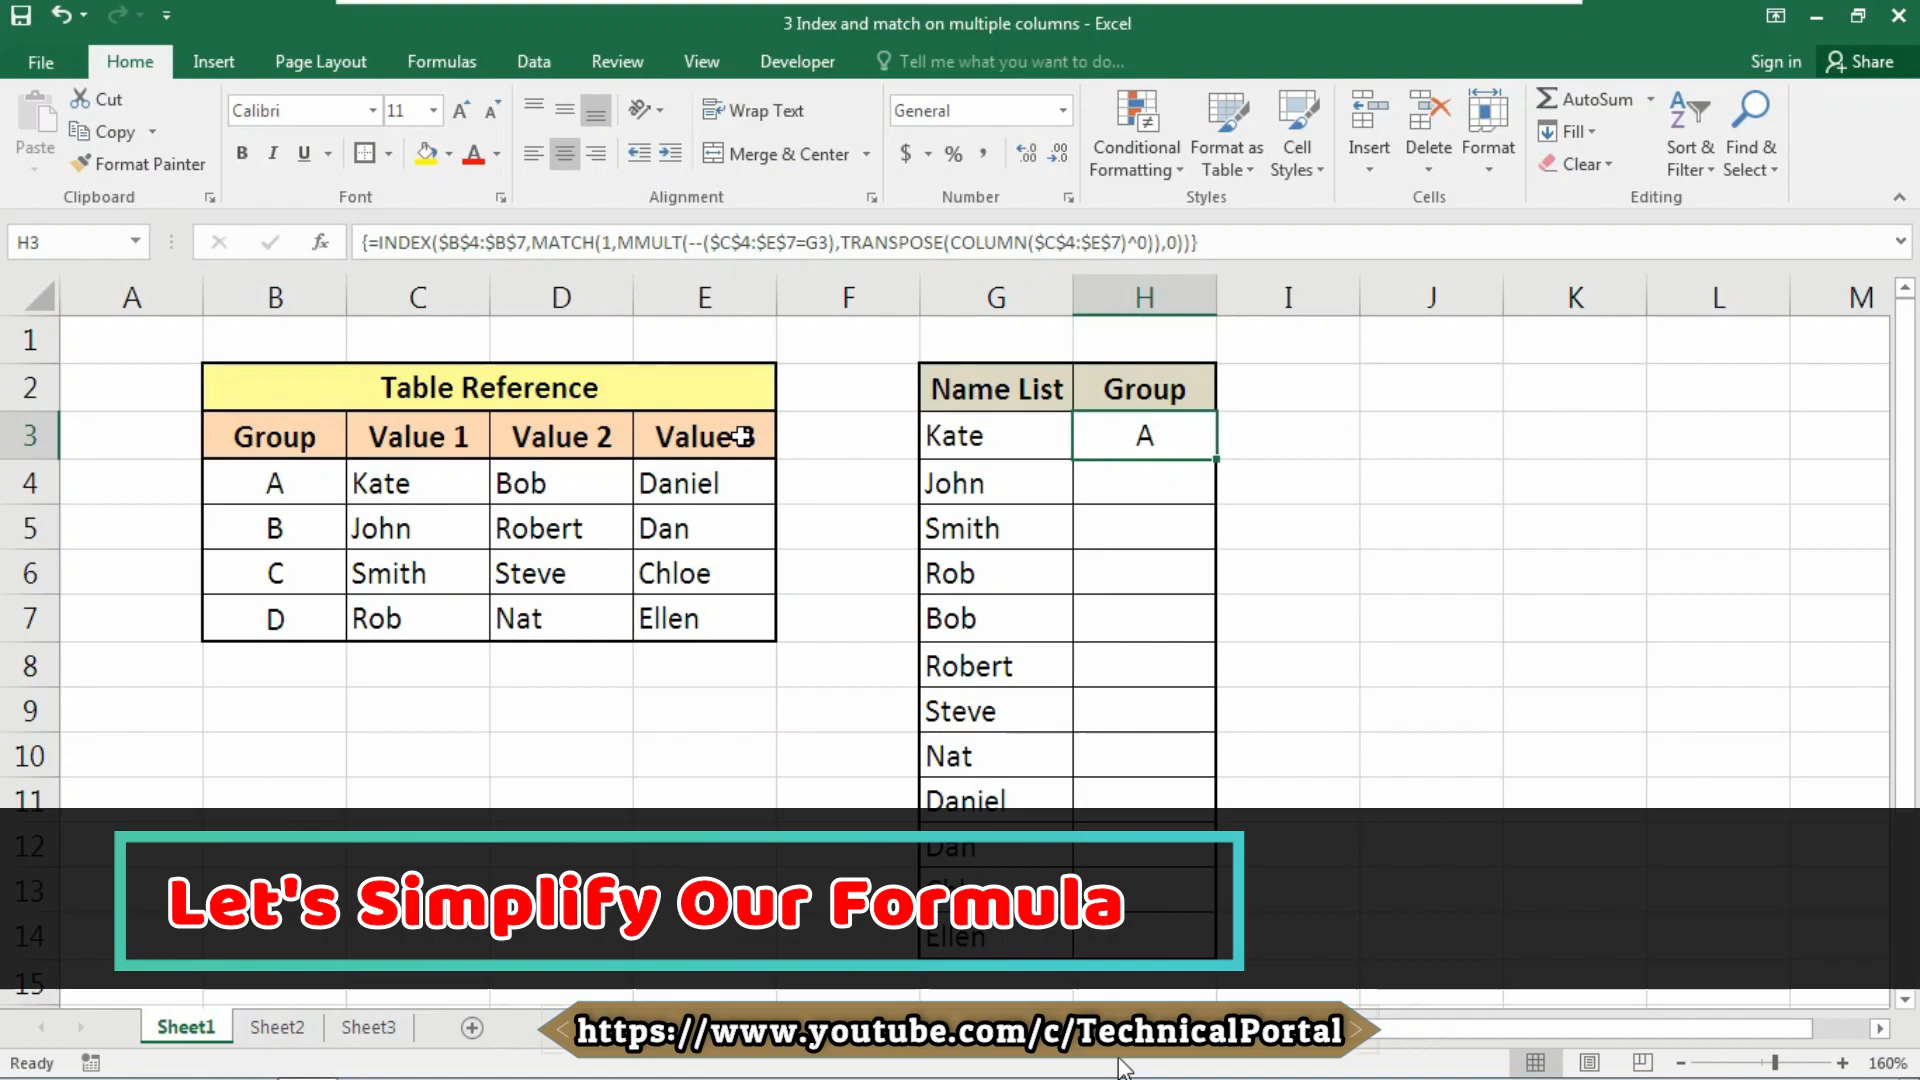 3 Index and match on multiple columns - Excel
File Home Insert Page Layout Formulas Data Review View Developer Tell me what you want to do... Sign in Share
Paste Cut Copy Format Painter Clipboard
Calibri 11 B I U Font
Wrap Text Merge & Center Alignment
General $ % , Number
Conditional Formatting Format as Table Cell Styles Styles
Insert Delete Format Cells
AutoSum Fill Clear Sort & Filter Find & Select Editing
H3 fx {=INDEX($B$4:$B$7,MATCH(1,MMULT(--($C$4:$E$7=G3),TRANSPOSE(COLUMN($C$4:$E$7)^0)),0))}
A B C D E F G H I J K L M
1
2 Table Reference Name List Group
3 Group Value 1 Value 2 Value 3 Kate A
4 A Kate Bob Daniel John
5 B John Robert Dan Smith
6 C Smith Steve Chloe Rob
7 D Rob Nat Ellen Bob
8 Robert
9 Steve
10 Nat
11 Daniel
12 Dan
13
14 Ellen
15
Let's Simplify Our Formula
Sheet1 Sheet2 Sheet3
https://www.youtube.com/c/TechnicalPortal
Ready 160%